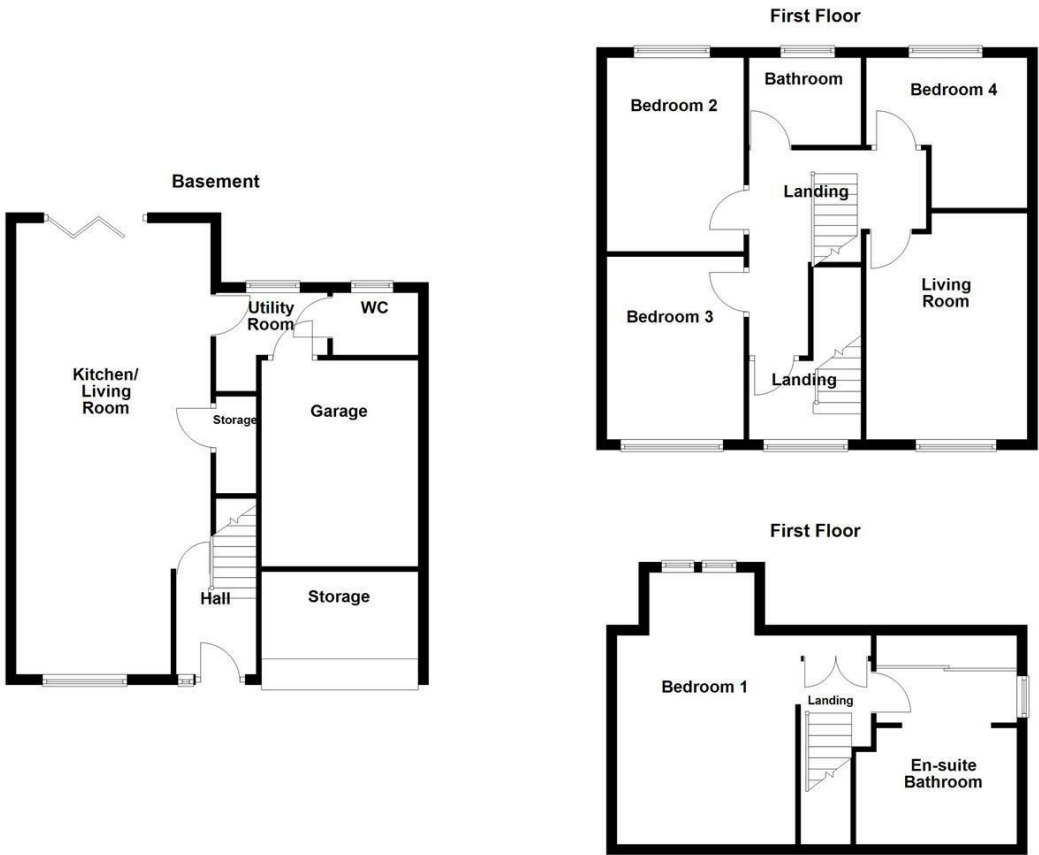 Basement
Kitchen/
Living
Room
Utility
Room
WC
Storage
Garage
Hall
Storage
First Floor
Bedroom 2
Bathroom
Bedroom 4
Landing
Bedroom 3
Landing
Living
Room
First Floor
Bedroom 1
Landing
En-suite
Bathroom